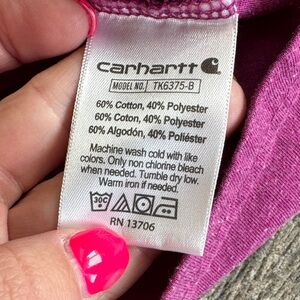 carhartt
MODEL NO. TK6375-B
60% Cotton, 40% Polyester
60% Coton, 40% Polyester
60% Algodón, 40% Poliéster
Machine wash cold with like
colors. Only non chlorine bleach
when needed. Tumble dry low.
Warm iron if needed.
30C
RN 13706